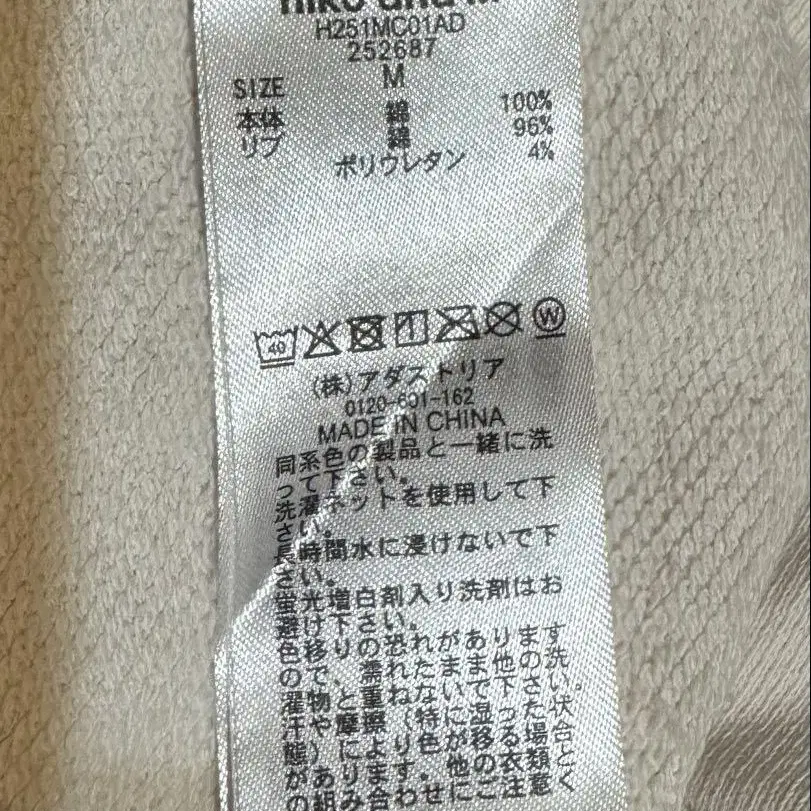 niko and ...
H251MC01AD
252687
SIZE M
本体 綿 100%
リブ 綿 96%
ポリウレタン 4%
40
W
(株)アダストリア
0120-601-162
MADE IN CHINA
同系色の製品と一緒に洗
って下さい。
洗濯ネットを使用して下
さい。
長時間水に浸けないで下
さい。
蛍光増白剤入り洗剤はお
避け下さい。
色移りの恐れがあります
ので、濡れたままの洗
濯物と重ねないで下さい。
汗や摩擦(特に湿った状
態)により色が移る場合
がありますので衣類と
の組み合わせにご注意く